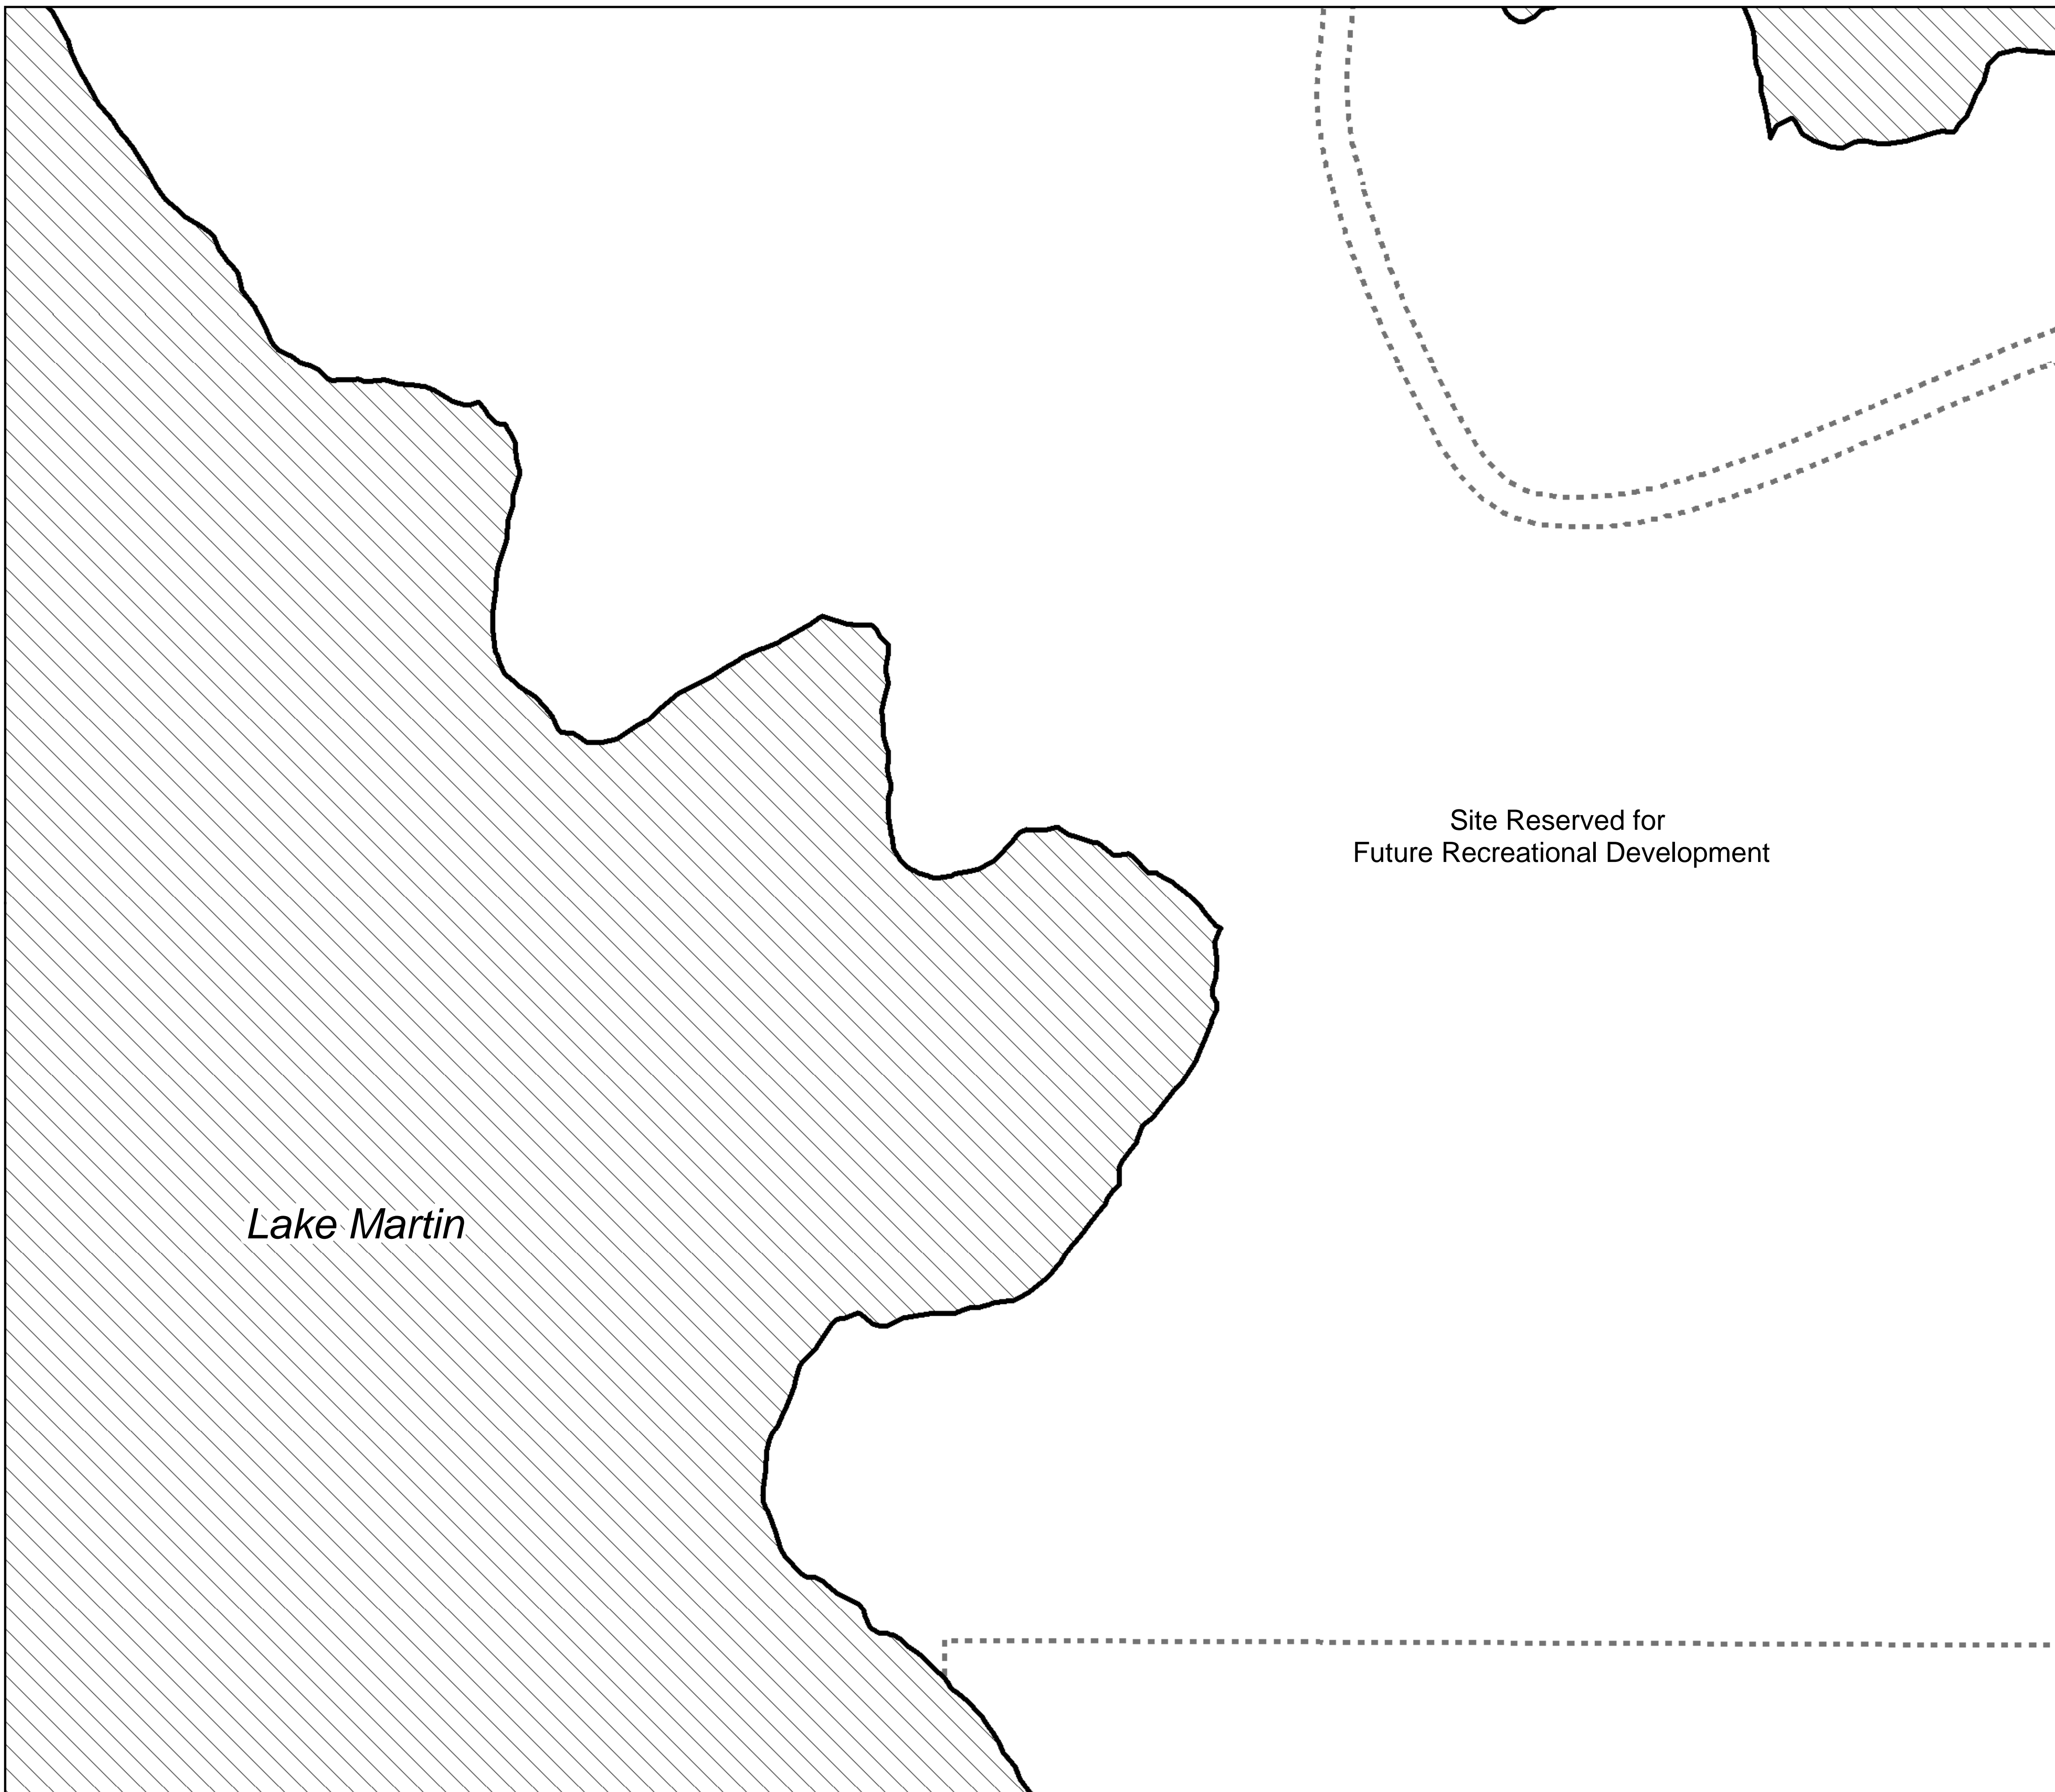 Site Reserved for
Future Recreational Development
Lake Martin